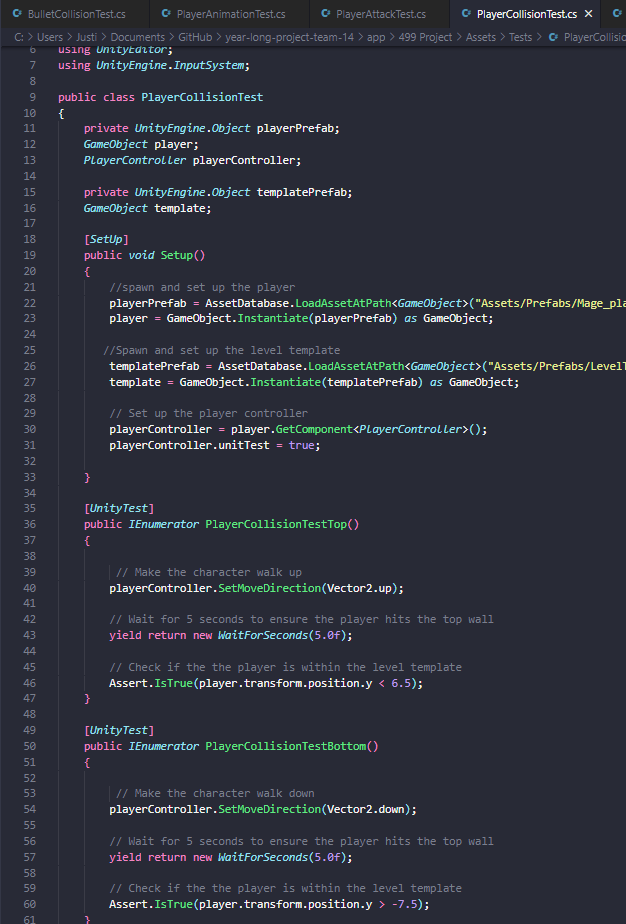 BulletCollisionTest.cs PlayerAnimationTest.cs PlayerAttackTest.cs PlayerCollisionTest.cs
C: > Users > Justi > Documents > GitHub > year-long-project-team-14 > app > 499 Project > Assets > Tests >
6 using UnityEditor;
7 using UnityEngine.InputSystem;
8
9 public class PlayerCollisionTest
10 {
11 private UnityEngine.Object playerPrefab;
12 GameObject player;
13 PlayerController playerController;
14
15 private UnityEngine.Object templatePrefab;
16 GameObject template;
17
18 [SetUp]
19 public void Setup()
20 {
21 //spawn and set up the player
22 playerPrefab = AssetDatabase.LoadAssetAtPath<GameObject>("Assets/Prefabs/Mage_pla
23 player = GameObject.Instantiate(playerPrefab) as GameObject;
24
25 //Spawn and set up the level template
26 templatePrefab = AssetDatabase.LoadAssetAtPath<GameObject>("Assets/Prefabs/LevelT
27 template = GameObject.Instantiate(templatePrefab) as GameObject;
28
29 // Set up the player controller
30 playerController = player.GetComponent<PlayerController>();
31 playerController.unitTest = true;
32
33 }
34
35 [UnityTest]
36 public IEnumerator PlayerCollisionTestTop()
37 {
38
39 // Make the character walk up
40 playerController.SetMoveDirection(Vector2.up);
41
42 // Wait for 5 seconds to ensure the player hits the top wall
43 yield return new WaitForSeconds(5.0f);
44
45 // Check if the the player is within the level template
46 Assert.IsTrue(player.transform.position.y < 6.5);
47 }
48
49 [UnityTest]
50 public IEnumerator PlayerCollisionTestBottom()
51 {
52
53 // Make the character walk down
54 playerController.SetMoveDirection(Vector2.down);
55
56 // Wait for 5 seconds to ensure the player hits the top wall
57 yield return new WaitForSeconds(5.0f);
58
59 // Check if the the player is within the level template
60 Assert.IsTrue(player.transform.position.y > -7.5);
61 }